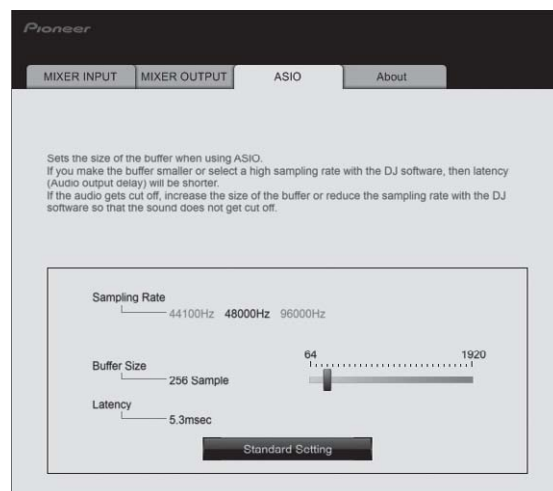 Pioneer
MIXER INPUT MIXER OUTPUT ASIO About
Sets the size of the buffer when using ASIO.
If you make the buffer smaller or select a high sampling rate with the DJ software, then latency
(Audio output delay) will be shorter.
If the audio gets cut off, increase the size of the buffer or reduce the sampling rate with the DJ
software so that the sound does not get cut off.
Sampling Rate
44100Hz 48000Hz 96000Hz
64 1920
Buffer Size
256 Sample
Latency
5.3msec
Standard Setting